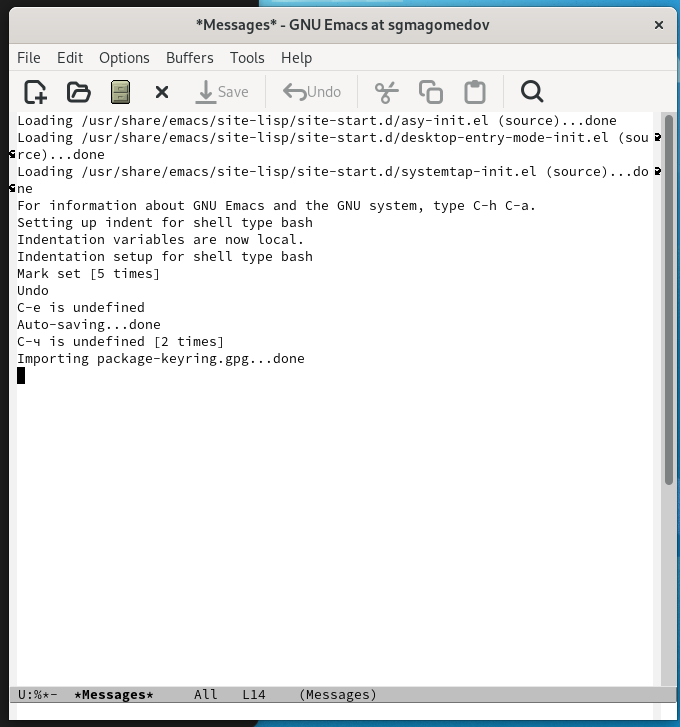 *Messages* - GNU Emacs at sgmagomedov
File Edit Options Buffers Tools Help
Save Undo
Loading /usr/share/emacs/site-lisp/site-start.d/asy-init.el (source)...done
Loading /usr/share/emacs/site-lisp/site-start.d/desktop-entry-mode-init.el (sou
rce)...done
Loading /usr/share/emacs/site-lisp/site-start.d/systemtap-init.el (source)...do
ne
For information about GNU Emacs and the GNU system, type C-h C-a.
Setting up indent for shell type bash
Indentation variables are now local.
Indentation setup for shell type bash
Mark set [5 times]
Undo
C-e is undefined
Auto-saving...done
C-ч is undefined [2 times]
Importing package-keyring.gpg...done
U:%*- *Messages* All L14 (Messages)